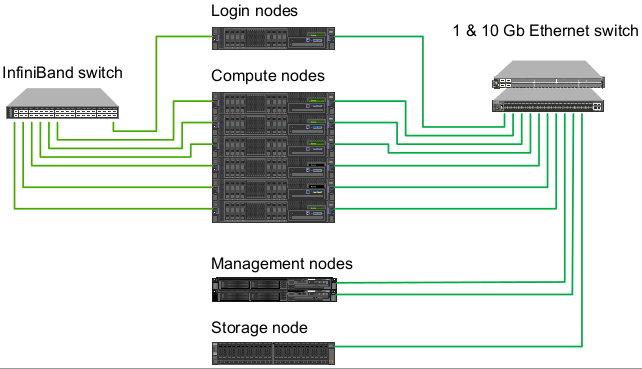 Login nodes
1 & 10 Gb Ethernet switch
InfiniBand switch
Compute nodes
Management nodes
Storage node